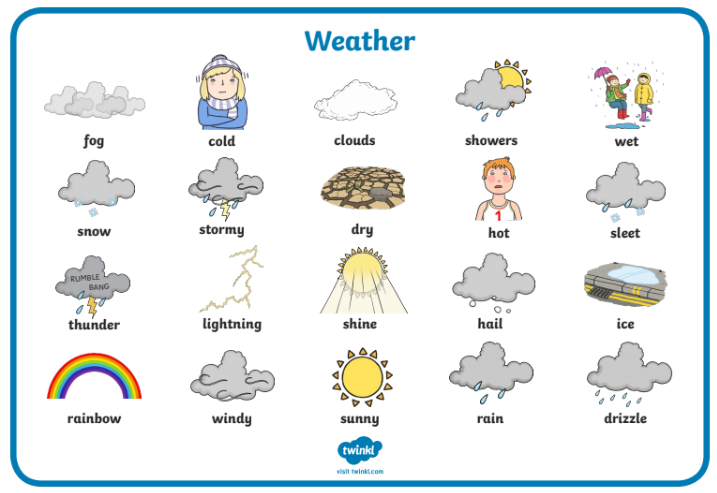 Weather
fog
cold
clouds
showers
wet
snow
stormy
dry
hot
sleet
RUMBLE
BANG
thunder
lightning
shine
1
hail
ice
rainbow
windy
sunny
rain
drizzle
twinkl
visit twinkl.com